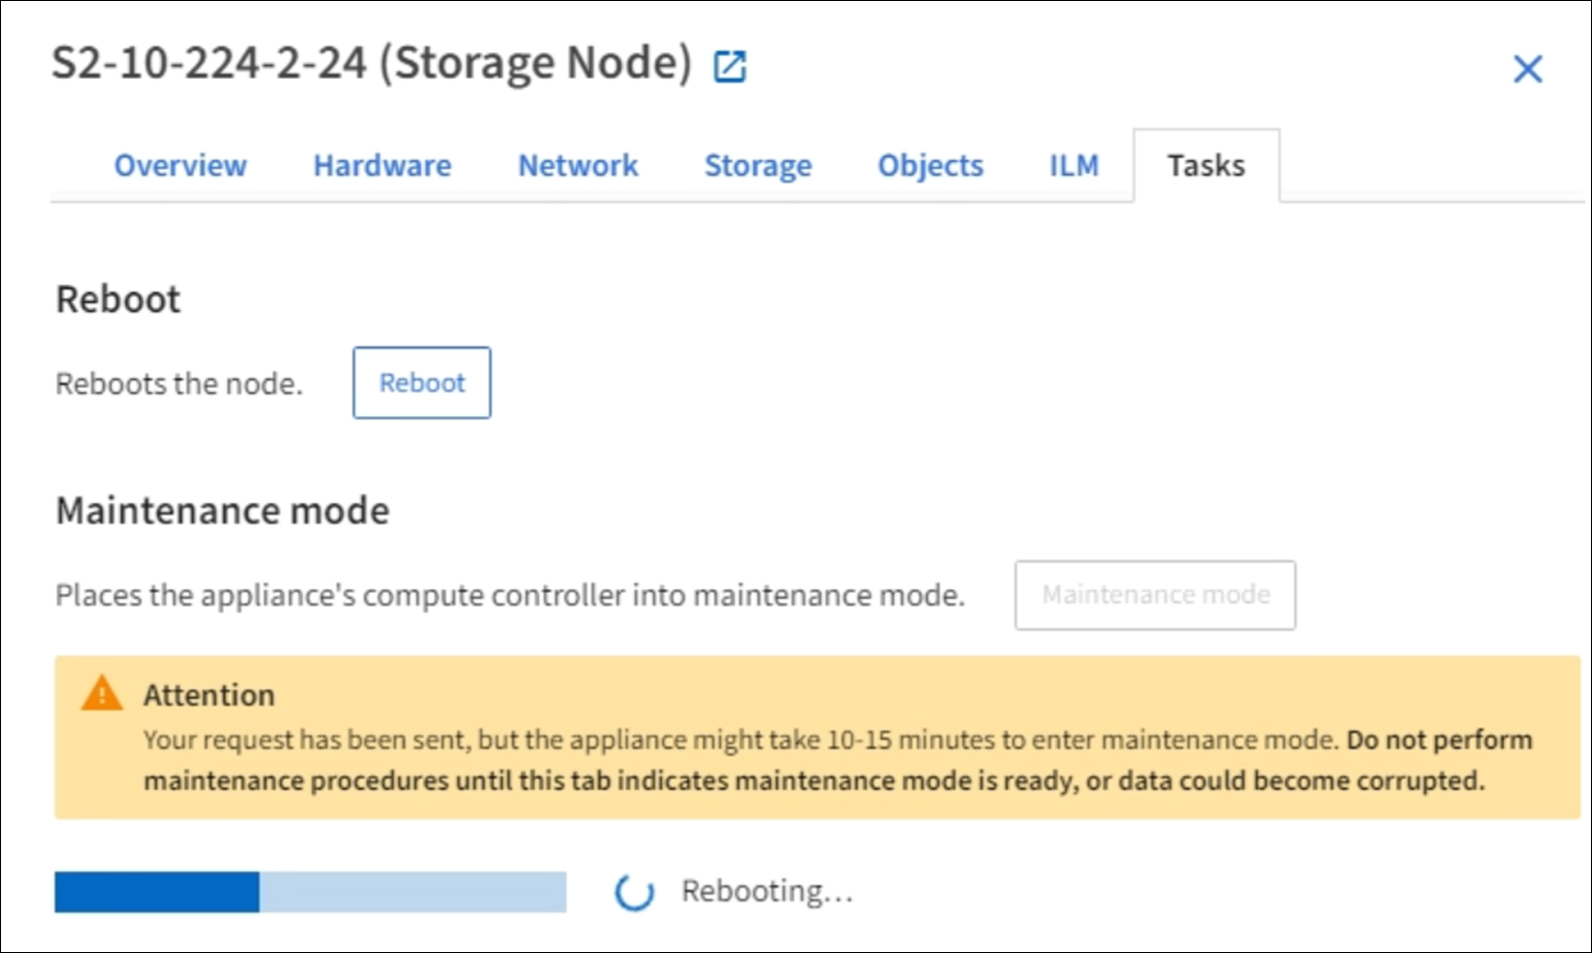 S2-10-224-2-24 (Storage Node)
Overview Hardware Network Storage Objects ILM Tasks
Reboot
Reboots the node. Reboot
Maintenance mode
Places the appliance's compute controller into maintenance mode. Maintenance mode
Attention
Your request has been sent, but the appliance might take 10-15 minutes to enter maintenance mode. Do not perform
maintenance procedures until this tab indicates maintenance mode is ready, or data could become corrupted.
Rebooting...